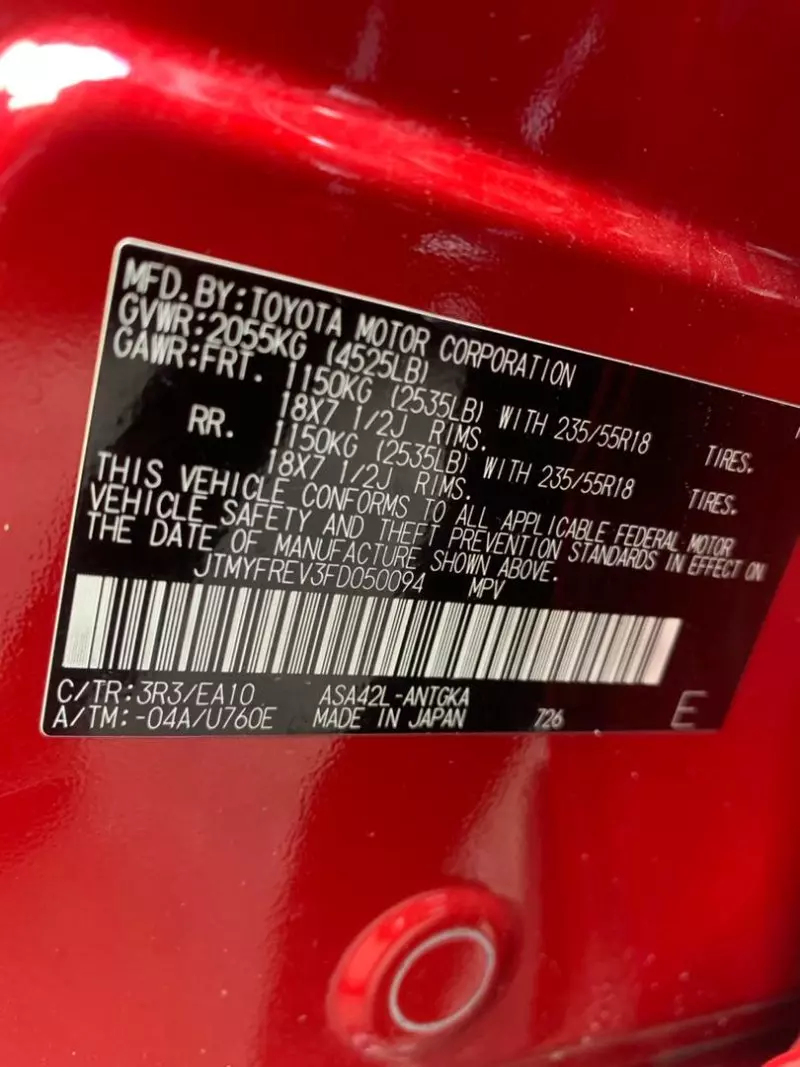 MFD. BY: TOYOTA MOTOR CORPORATION
GVWR: 2055KG (4525LB)
GAWR: FRT. 1150KG (2535LB) WITH 235/55R18 TIRES.
18X7 1/2J RIMS.
RR. 1150KG (2535LB) WITH 235/55R18 TIRES.
18X7 1/2J RIMS.
THIS VEHICLE CONFORMS TO ALL APPLICABLE FEDERAL MOTOR
VEHICLE SAFETY AND THEFT PREVENTION STANDARDS IN EFFECT ON
THE DATE OF MANUFACTURE SHOWN ABOVE.
JTMYFREV3FD050094 MPV
C/TR: 3R3/EA10 ASA42L-ANTGKA
A/TM: -04A/U760E MADE IN JAPAN 726 E